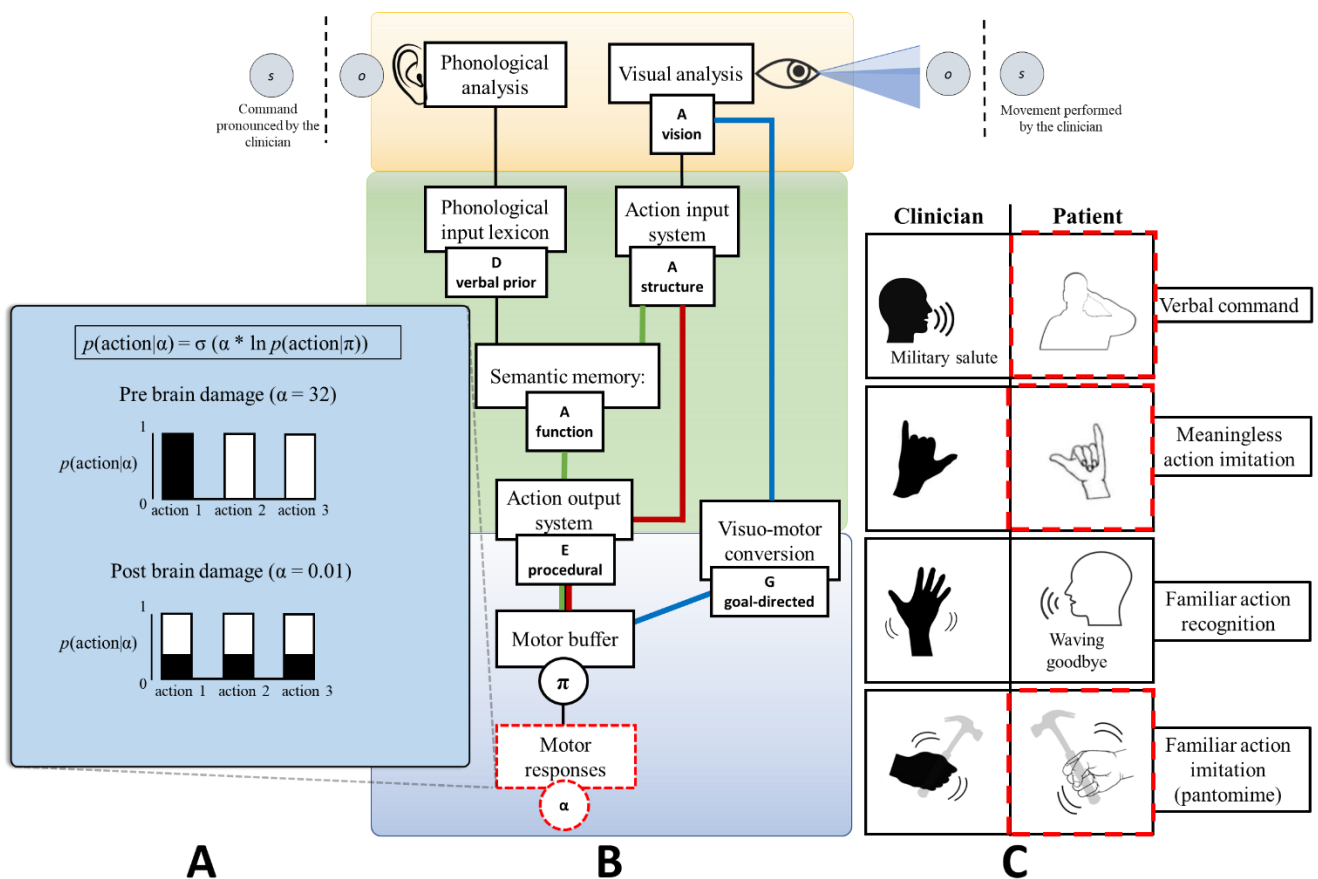 s
o
Command
pronounced by the
clinician
Phonological
analysis
Visual analysis
A
vision
o
s
Movement performed
by the clinician
Phonological
input lexicon
D
verbal prior
Action input
system
A
structure
Semantic memory:
A
function
Action output
system
E
procedural
Visuo-motor
conversion
G
goal-directed
Motor buffer
π
Motor
responses
α
p(action|α) = σ (α * ln p(action|π))
Pre brain damage (α = 32)
1
p(action|α)
0
action 1 action 2 action 3
Post brain damage (α = 0.01)
1
p(action|α)
0
action 1 action 2 action 3
Clinician Patient
Military salute
Verbal command
Meaningless
action imitation
Waving
goodbye
Familiar action
recognition
Familiar action
imitation
(pantomime)
A B C